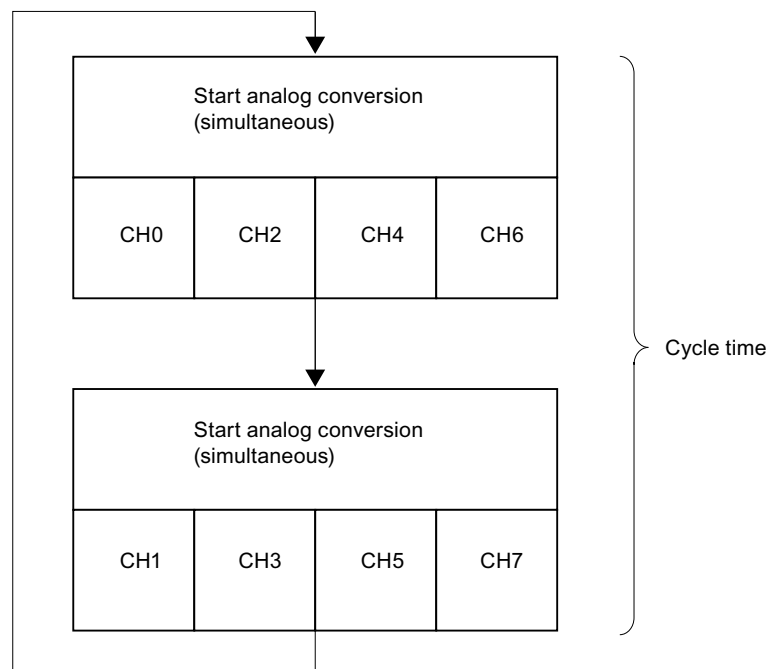 Start analog conversion
(simultaneous)
CH0 CH2 CH4 CH6
Cycle time
Start analog conversion
(simultaneous)
CH1 CH3 CH5 CH7